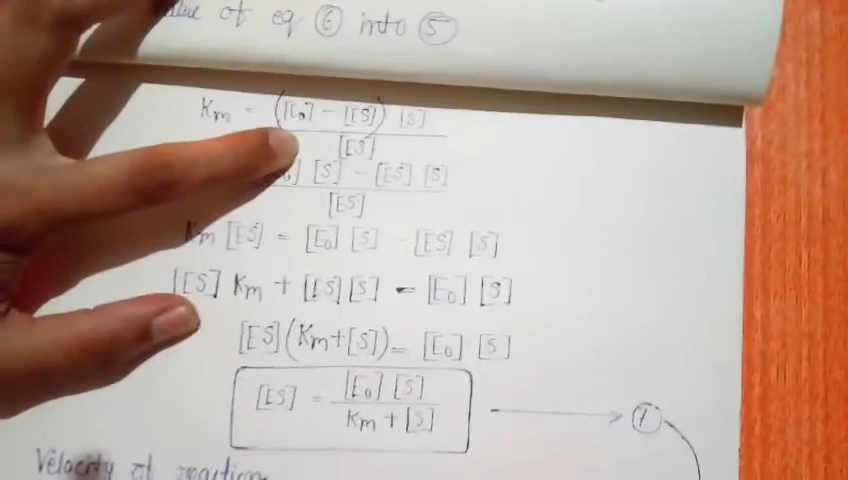 of eq ⑥ into ⑤
Km = ([E₀] - [ES]) [S] / [ES]
[S] - [ES] [S] / [ES]
Km [ES] = [E₀] [S] - [ES] [S]
[ES] Km + [ES] [S] = [E₀] [S]
[ES] (Km + [S]) = [E₀] [S]
[ES] = [E₀] [S] / Km + [S] → ⑦
Velocity of reaction